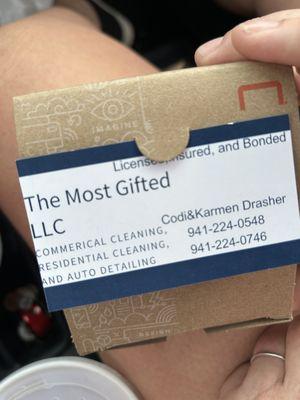 IMAGINE
Licensed, Insured, and Bonded
The Most Gifted
LLC
Codi&Karmen Drasher
COMMERICAL CLEANING,
941-224-0548
RESIDENTIAL CLEANING,
941-224-0746
AND AUTO DETAILING
DESIGN